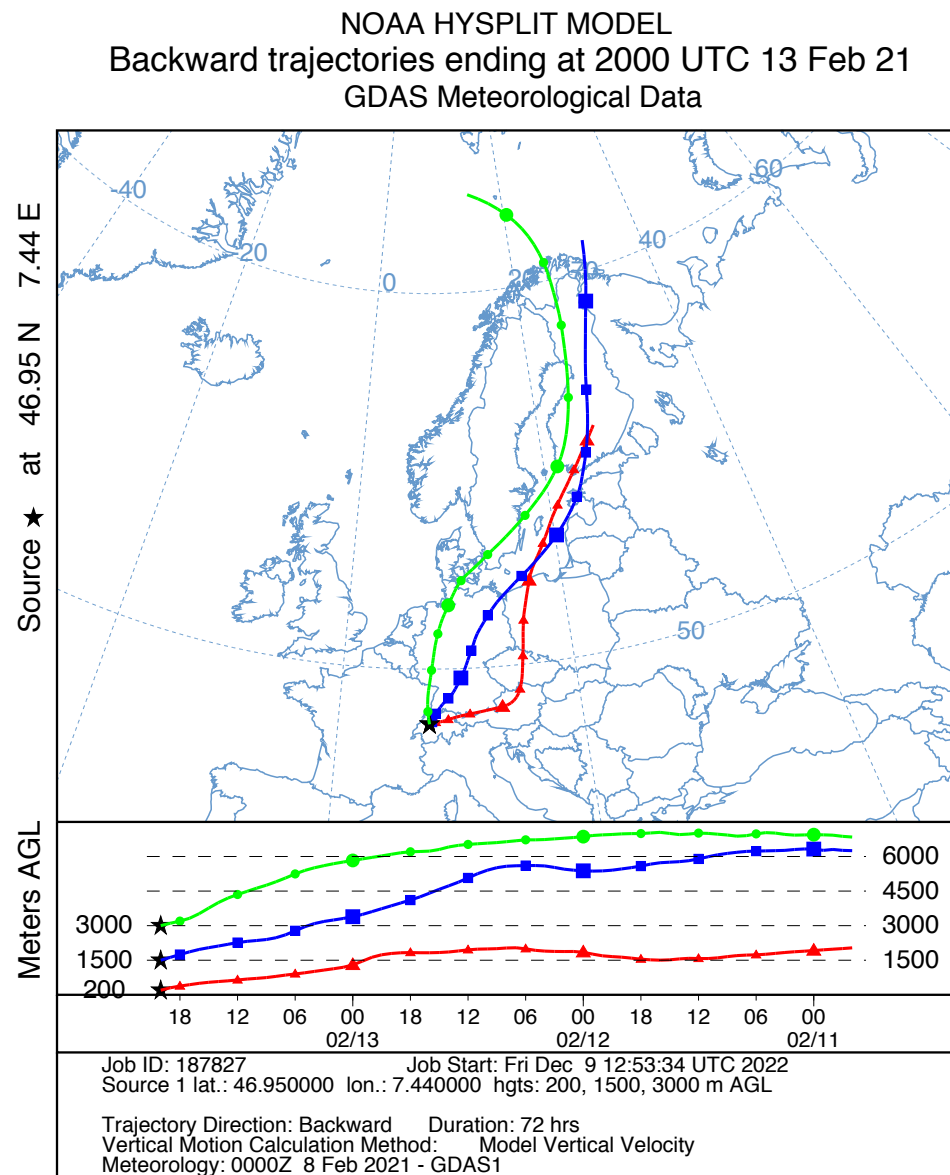 NOAA HYSPLIT MODEL
Backward trajectories ending at 2000 UTC 13 Feb 21
GDAS Meteorological Data
Source ★ at 46.95 N 7.44 E
-40
-20
0
20
30
40
60
50
Meters AGL
6000
4500
3000
3000
1500
1500
200
18 12 06 00 18 12 06 00 18 12 06 00
02/13 02/12 02/11
Job ID: 187827 Job Start: Fri Dec 9 12:53:34 UTC 2022
Source 1 lat.: 46.950000 lon.: 7.440000 hgts: 200, 1500, 3000 m AGL
Trajectory Direction: Backward Duration: 72 hrs
Vertical Motion Calculation Method: Model Vertical Velocity
Meteorology: 0000Z 8 Feb 2021 - GDAS1